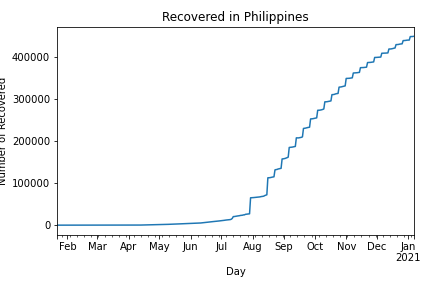 Recovered in Philippines
Number of Recovered
400000
300000
200000
100000
0
Feb Mar Apr May Jun Jul Aug Sep Oct Nov Dec Jan
2021
Day